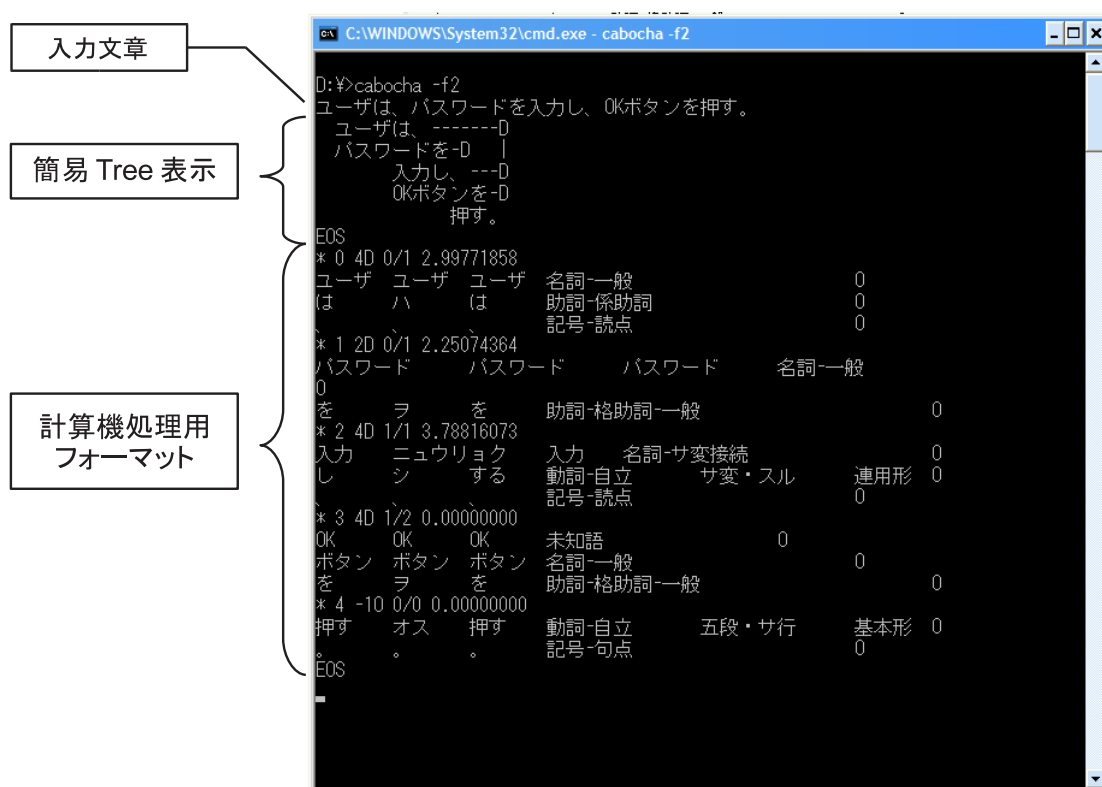 入力文章
簡易 Tree 表示
計算機処理用
フォーマット
C:\WINDOWS\System32\cmd.exe - cabocha -f2
D:¥>cabocha -f2
ユーザは、パスワードを入力し、OKボタンを押す。
ユーザは、-------D
パスワードを-D |
入力し、---D
OKボタンを-D
押す。
EOS
* 0 4D 0/1 2.99771858
ユーザ ユーザ ユーザ 名詞-一般 0
は ハ は 助詞-係助詞 0
、 、 、 記号-読点 0
* 1 2D 0/1 2.25074364
パスワード パスワード パスワード 名詞-一般
0
を ヲ を 助詞-格助詞-一般 0
* 2 4D 1/1 3.78816073
入力 ニュウリョク 入力 名詞-サ変接続 0
し シ する 動詞-自立 サ変・スル 連用形 0
、 、 、 記号-読点 0
* 3 4D 1/2 0.00000000
OK OK OK 未知語 0
ボタン ボタン ボタン 名詞-一般 0
を ヲ を 助詞-格助詞-一般 0
* 4 -1O 0/0 0.00000000
押す オス 押す 動詞-自立 五段・サ行 基本形 0
。 。 。 記号-句点 0
EOS